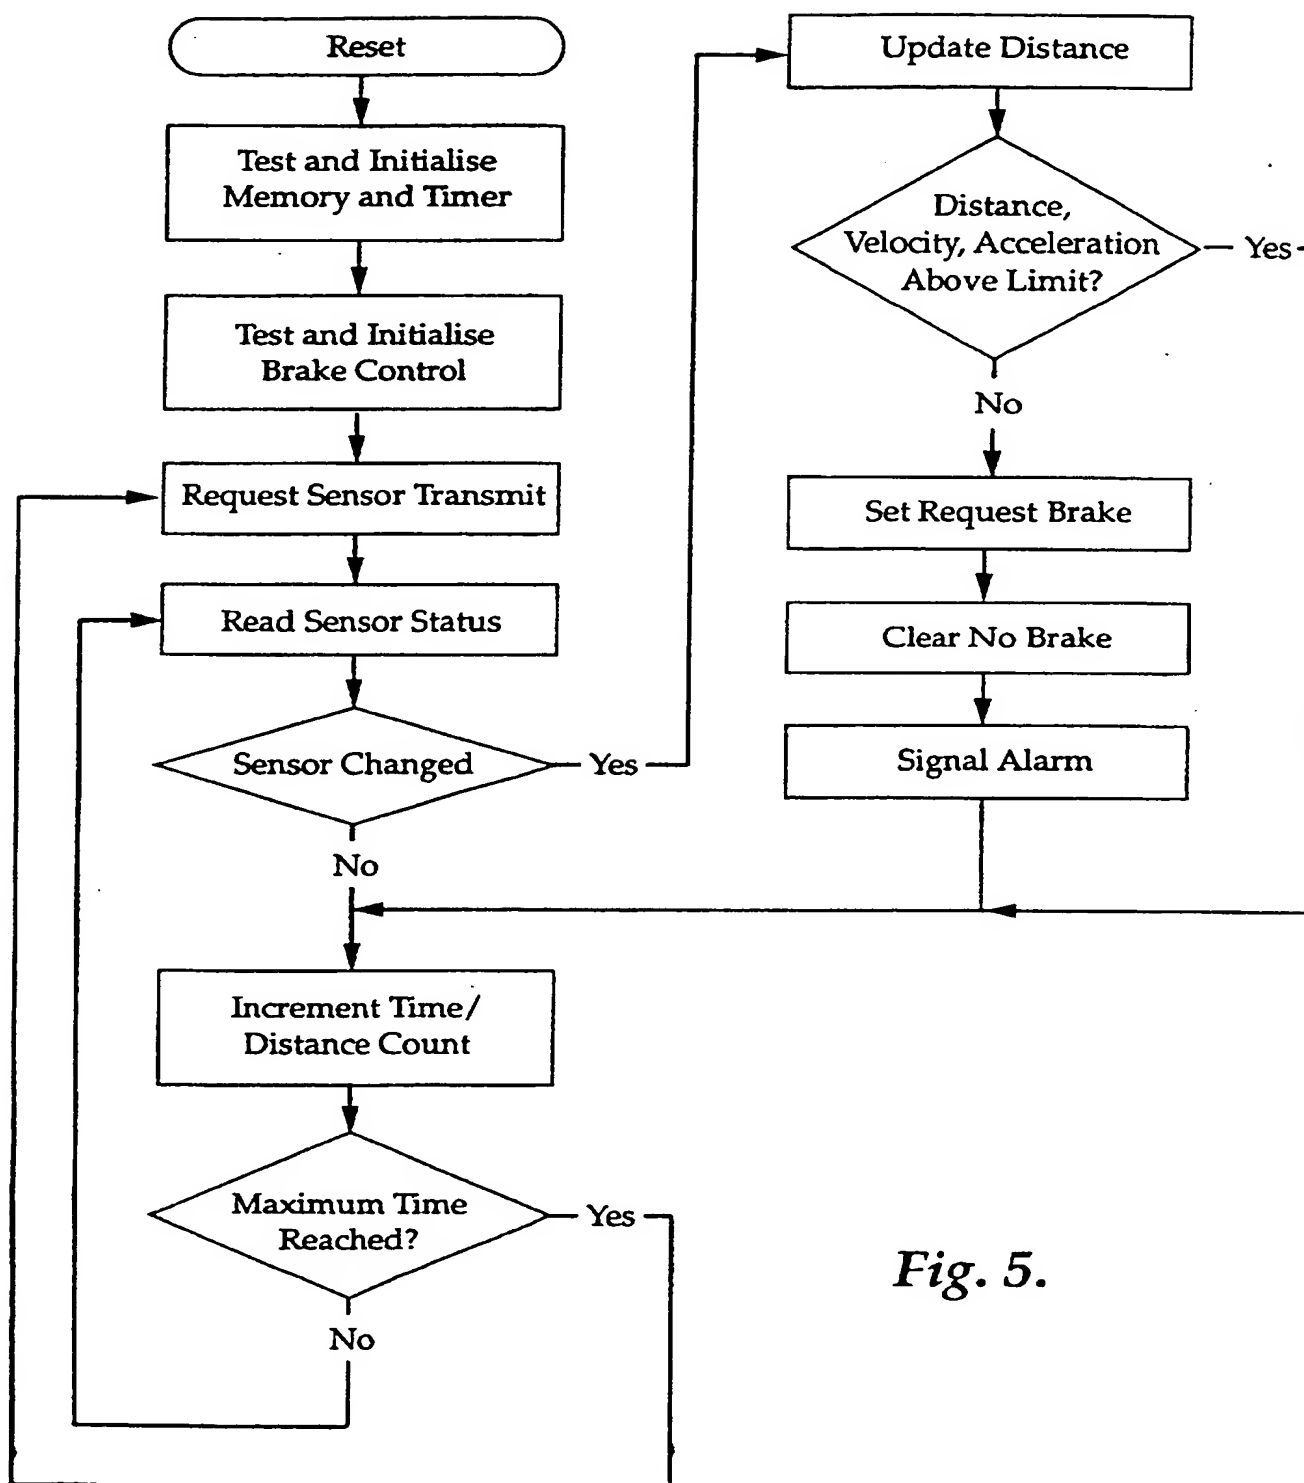 Reset
Test and Initialise
Memory and Timer
Test and Initialise
Brake Control
Request Sensor Transmit
Read Sensor Status
Sensor Changed
Yes
No
Increment Time/
Distance Count
Maximum Time
Reached?
Yes
No
Update Distance
Distance,
Velocity, Acceleration
Above Limit?
Yes
No
Set Request Brake
Clear No Brake
Signal Alarm
Fig. 5.